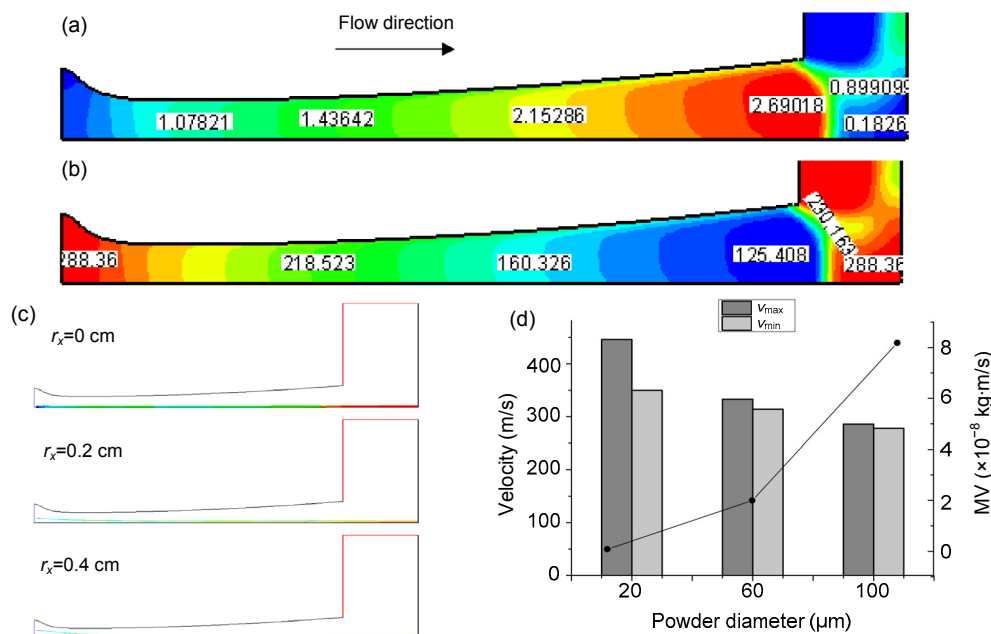 (a)
Flow direction
1.07821
1.43642
2.15286
2.69018
0.899099
0.1826
(b)
288.36
218.523
160.326
125.408
230.163
288.36
(c)
rₓ=0 cm
rₓ=0.2 cm
rₓ=0.4 cm
(d)
vmax
vmin
Velocity (m/s)
400
300
200
100
50
0
MV (×10⁻⁸ kg·m/s)
8
6
4
2
0
20
60
100
Powder diameter (μm)